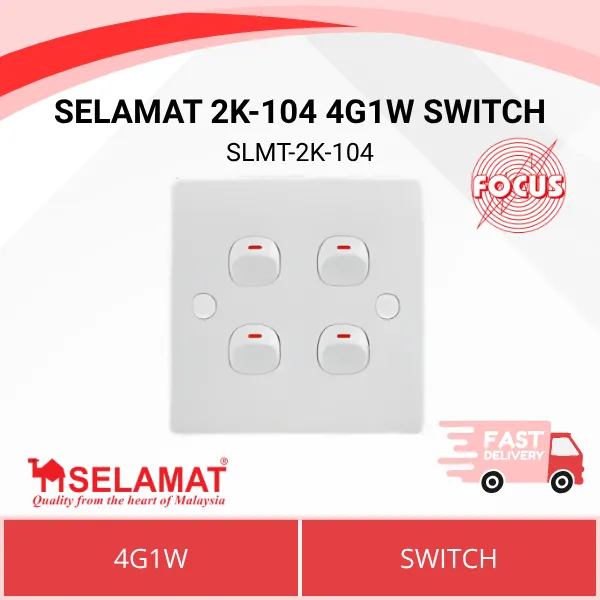 SELAMAT 2K-104 4G1W SWITCH
SLMT-2K-104
FOCUS
FAST
DELIVERY
SELAMAT®
Quality from the heart of Malaysia
4G1W
SWITCH